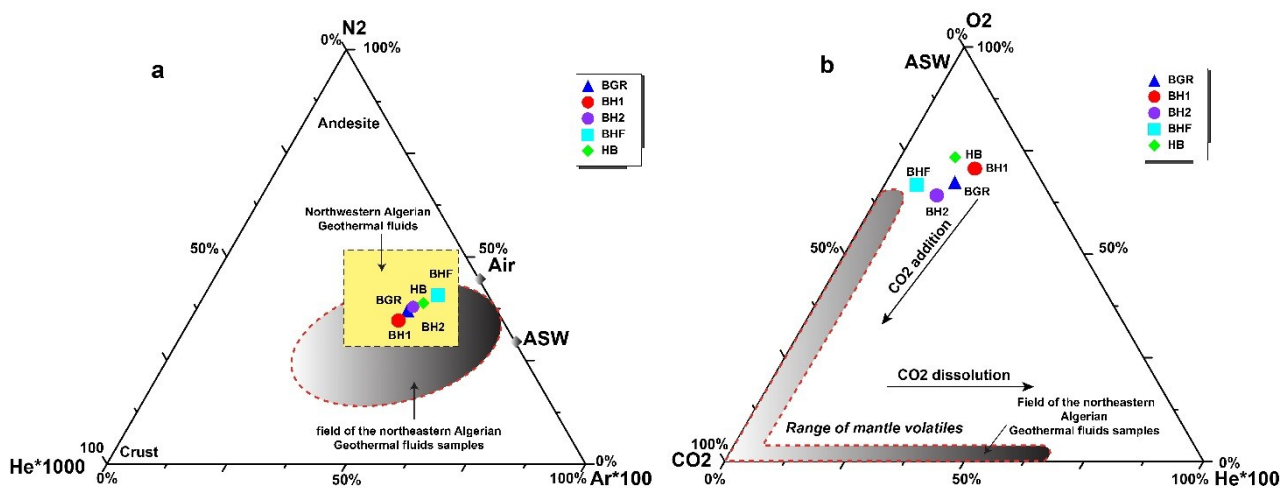 a
N2
0%
100%
BGR
BH1
BH2
BHF
HB
Andesite
Northwestern Algerian
Geothermal fluids
50%
50%
Air
BHF
HB
BGR
BH2
BH1
ASW
field of the northeastern Algerian
Geothermal fluids samples
100
Crust
He*1000
0%
50%
100%
0%
Ar*100
b
O2
0%
100%
ASW
BGR
BH1
BH2
BHF
HB
HB
BH1
BHF
BGR
BH2
50%
50%
CO2 addition
CO2 dissolution
Field of the northeastern
Algerian
Geothermal fluids samples
Range of mantle volatiles
100%
CO2
0%
50%
100%
0%
He*100